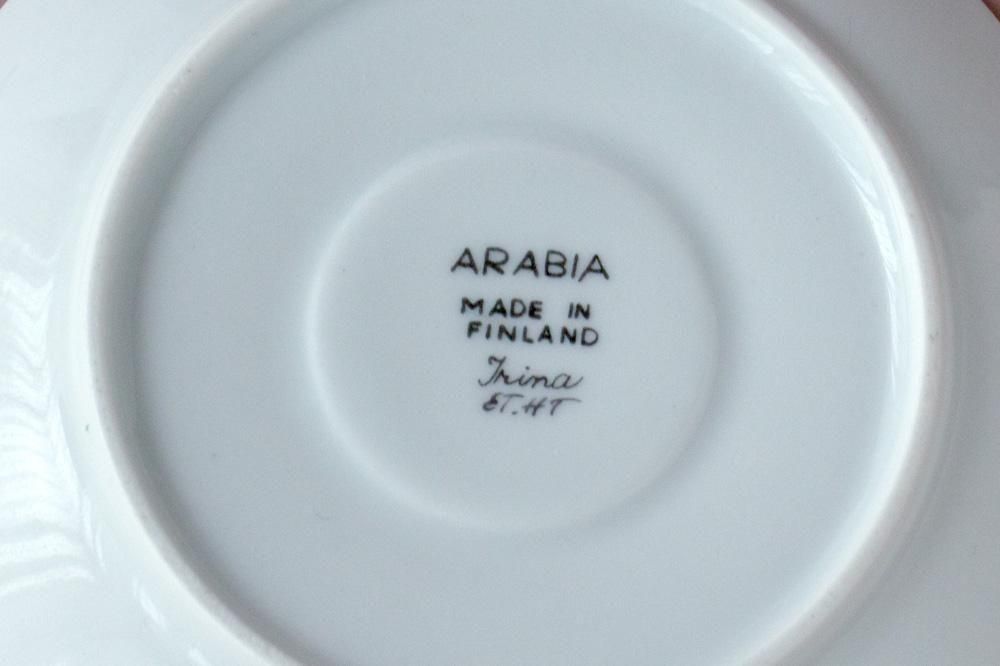 ARABIA
MADE IN
FINLAND
Irina
ET.HT